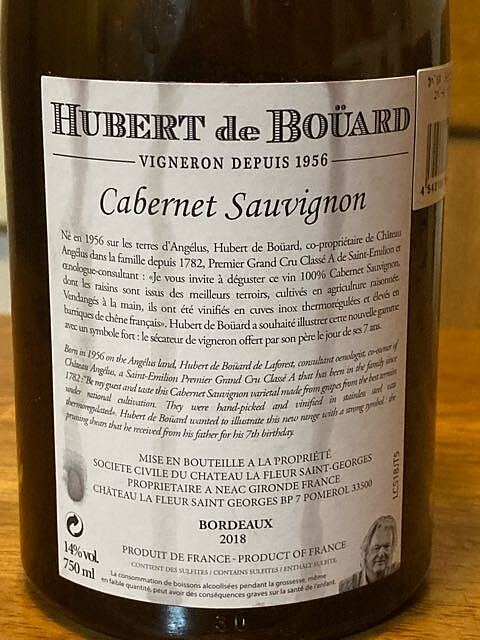 HUBERT de BOÜARD
VIGNERON DEPUIS 1956
Cabernet Sauvignon
Né en 1956 sur les terres d'Angélus, Hubert de Boüard, co-propriétaire de Château
Angélus dans la famille depuis 1782, Premier Grand Cru Classé A de Saint-Emilion et
œnologue-consultant : «Je vous invite à déguster ce vin 100% Cabernet Sauvignon,
dont les raisins sont issus des meilleurs terroirs, cultivés en agriculture raisonnée.
Vendangés à la main, ils ont été vinifiés en cuves inox thermorégulées et élevés en
barriques de chêne français». Hubert de Boüard a souhaité illustrer cette nouvelle gamme
avec un symbole fort : le sécateur de vigneron offert par son père le jour de ses 7 ans.
Born in 1956 on the Angélus land, Hubert de Boüard de Laforest, consultant oenologist, co-owner of
Château Angélus, a Saint-Emilion Premier Grand Cru Classé A that has been in the family since
1782 : "Be my guest and taste this Cabernet Sauvignon varietal made from grapes from the best terroirs
under rational cultivation. They were hand-picked and vinified in stainless steel vats
thermoregulated». Hubert de Boüard wanted to illustrate this new range with a strong symbol : the
pruning shears that he received from his father for his 7th birthday.
MISE EN BOUTEILLE A LA PROPRIÉTÉ
SOCIETE CIVILE DU CHATEAU LA FLEUR SAINT-GEORGES
PROPRIETAIRE A NEAC GIRONDE FRANCE
CHÂTEAU LA FLEUR SAINT GEORGES BP 7 POMEROL 33500
LC518JT5
BORDEAUX
2018
14% vol.
750 ml
PRODUIT DE FRANCE - PRODUCT OF FRANCE
CONTIENT DES SULFITES / CONTAINS SULFITES / ENTHÄLT SULFITE.
La consommation de boissons alcoolisées pendant la grossesse, même
en faible quantité, peut avoir des conséquences graves sur la santé de l'enfant.